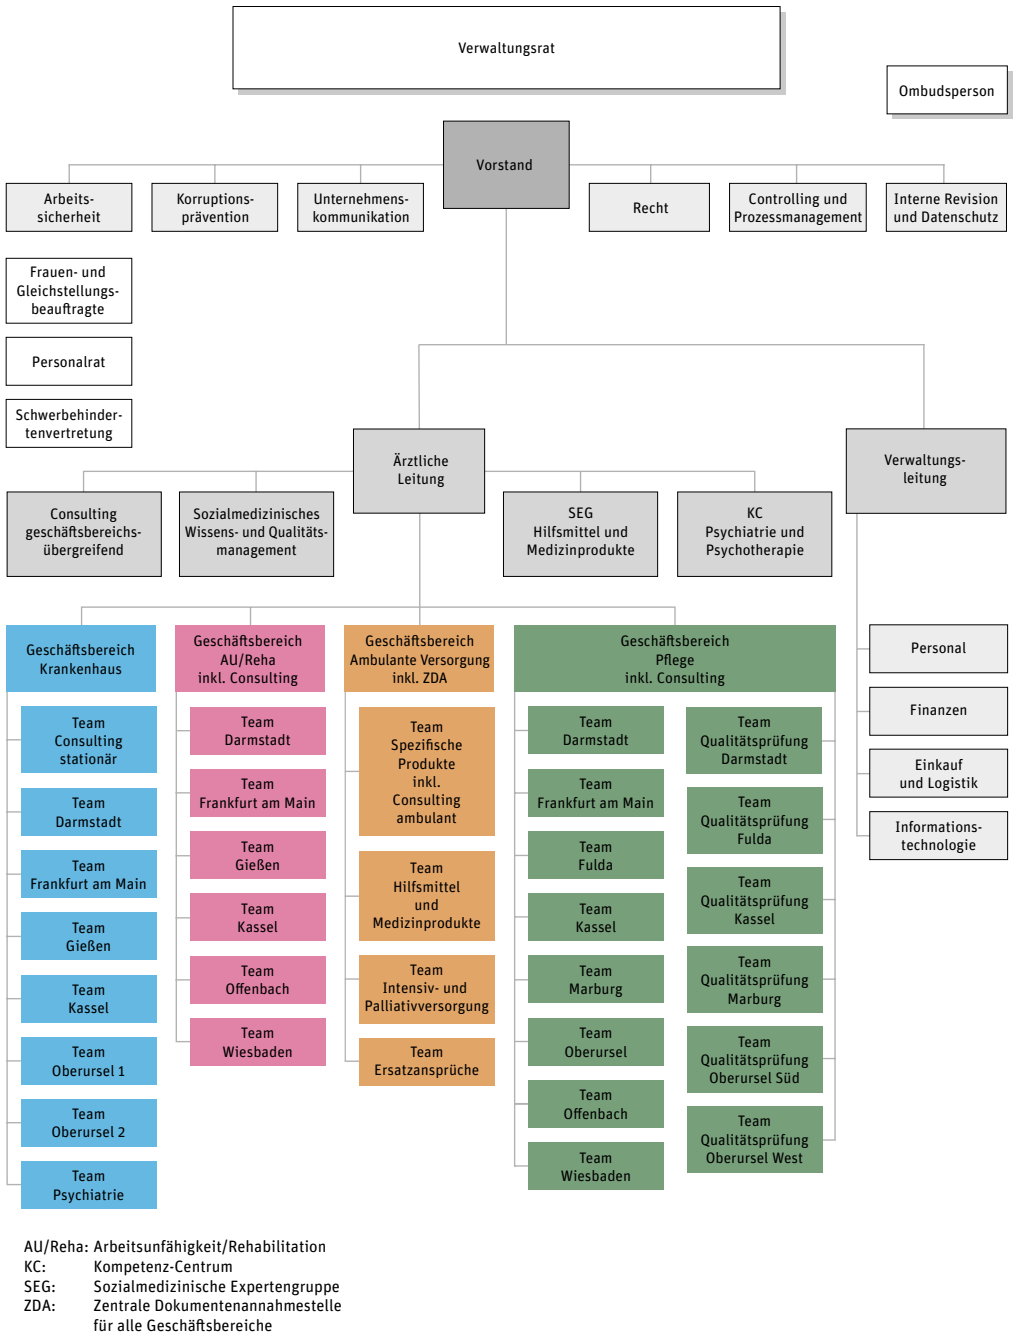 Verwaltungsrat
Ombudsperson
Vorstand
Arbeits-
sicherheit
Korruptions-
prävention
Unternehmens-
kommunikation
Recht
Controlling und
Prozessmanagement
Interne Revision
und Datenschutz
Frauen- und
Gleichstellungs-
beauftragte
Personalrat
Schwerbehinder-
tenvertretung
Ärztliche
Leitung
Verwaltungs-
leitung
Consulting
geschäftsbereichs-
übergreifend
Sozialmedizinisches
Wissens- und Qualitäts-
management
SEG
Hilfsmittel und
Medizinprodukte
KC
Psychiatrie und
Psychotherapie
Geschäftsbereich
Krankenhaus
Team
Consulting
stationär
Team
Darmstadt
Team
Frankfurt am Main
Team
Gießen
Team
Kassel
Team
Oberursel 1
Team
Oberursel 2
Team
Psychiatrie
Geschäftsbereich
AU/Reha
inkl. Consulting
Team
Darmstadt
Team
Frankfurt am Main
Team
Gießen
Team
Kassel
Team
Offenbach
Team
Wiesbaden
Geschäftsbereich
Ambulante Versorgung
inkl. ZDA
Team
Spezifische
Produkte
inkl.
Consulting
ambulant
Team
Hilfsmittel
und
Medizinprodukte
Team
Intensiv- und
Palliativversorgung
Team
Ersatzansprüche
Geschäftsbereich
Pflege
inkl. Consulting
Team
Darmstadt
Team
Frankfurt am Main
Team
Fulda
Team
Kassel
Team
Marburg
Team
Oberursel
Team
Offenbach
Team
Wiesbaden
Team
Qualitätsprüfung
Darmstadt
Team
Qualitätsprüfung
Fulda
Team
Qualitätsprüfung
Kassel
Team
Qualitätsprüfung
Marburg
Team
Qualitätsprüfung
Oberursel Süd
Team
Qualitätsprüfung
Oberursel West
Personal
Finanzen
Einkauf
und Logistik
Informations-
technologie
AU/Reha: Arbeitsunfähigkeit/Rehabilitation
KC: Kompetenz-Centrum
SEG: Sozialmedizinische Expertengruppe
ZDA: Zentrale Dokumentenannahmestelle
für alle Geschäftsbereiche